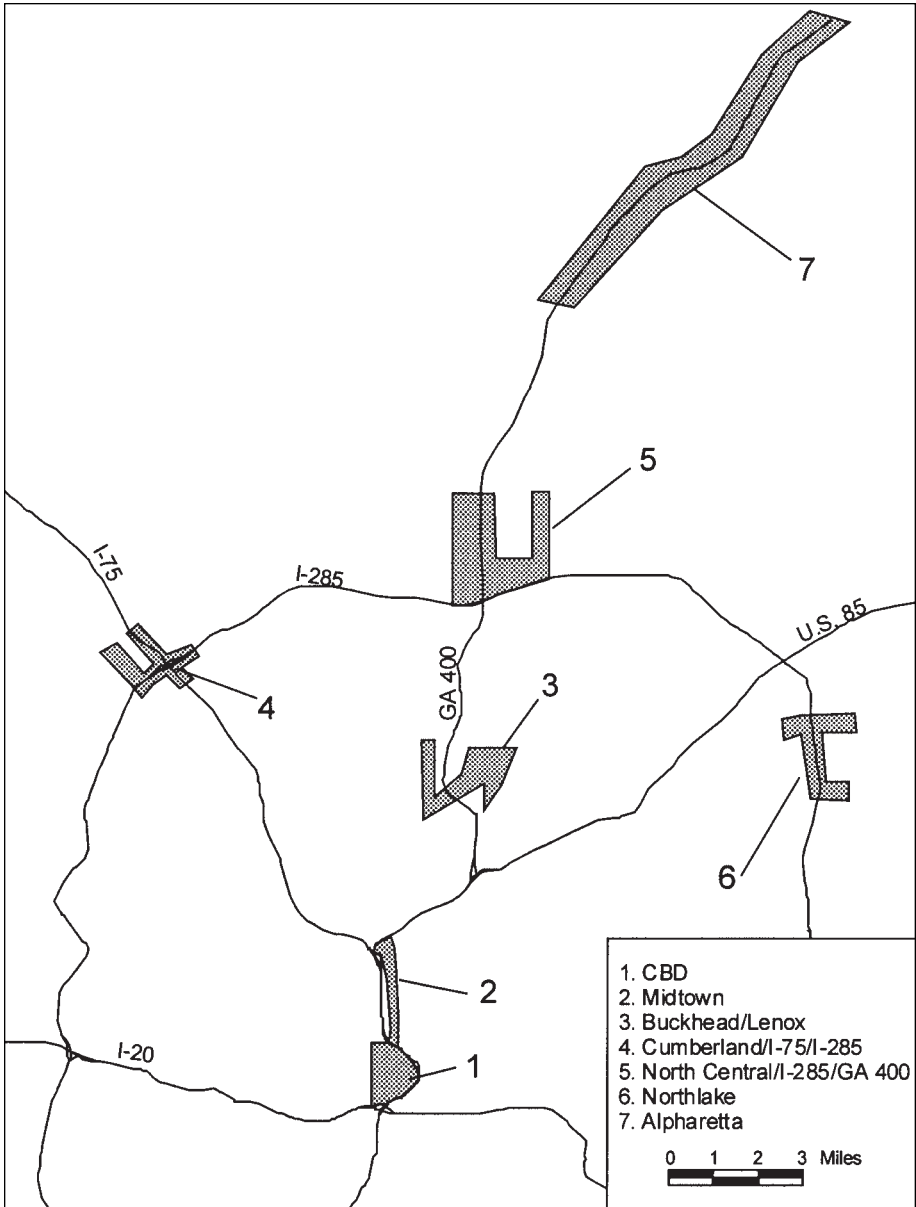 7
5
I-75
I-285
U.S. 85
GA 400
3
4
6
2
I-20
1
1. CBD
2. Midtown
3. Buckhead/Lenox
4. Cumberland/I-75/I-285
5. North Central/I-285/GA 400
6. Northlake
7. Alpharetta
0 1 2 3 Miles